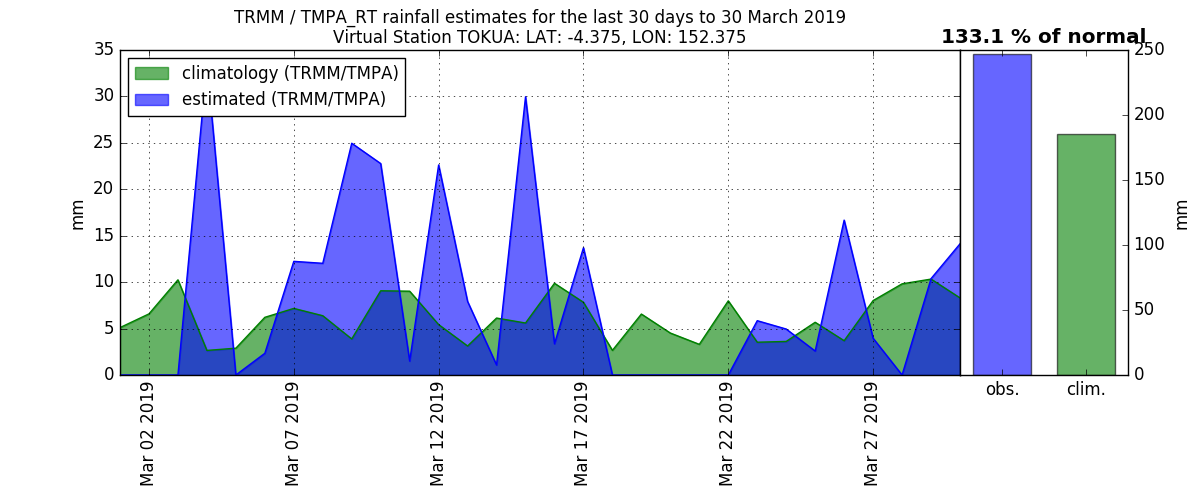 TRMM / TMPA_RT rainfall estimates for the last 30 days to 30 March 2019
Virtual Station TOKUA: LAT: -4.375, LON: 152.375
133.1 % of normal
climatology (TRMM/TMPA)
estimated (TRMM/TMPA)
35
30
25
20
15
10
5
0
mm
Mar 02 2019
Mar 07 2019
Mar 12 2019
Mar 17 2019
Mar 22 2019
Mar 27 2019
obs.
clim.
250
200
150
100
50
0
mm